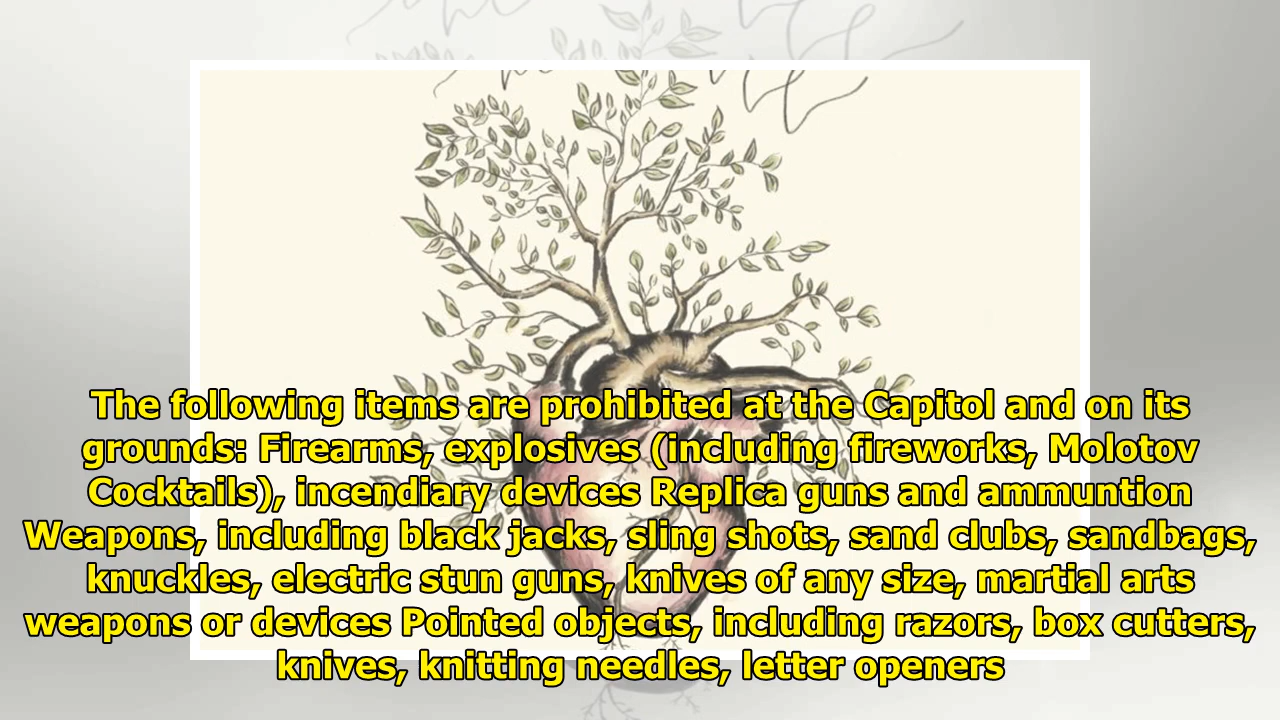 The following items are prohibited at the Capitol and on its
grounds: Firearms, explosives (including fireworks, Molotov
Cocktails), incendiary devices Replica guns and ammuntion
Weapons, including black jacks, sling shots, sand clubs, sandbags,
knuckles, electric stun guns, knives of any size, martial arts
weapons or devices Pointed objects, including razors, box cutters,
knives, knitting needles, letter openers